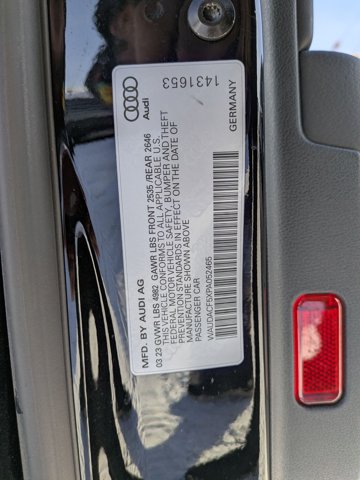 Audi
1431653
MFD. BY AUDI AG
GERMANY
03 23 GVWR LBS 4982 GAWR LBS FRONT 2535 /REAR 2646
THIS VEHICLE CONFORMS TO ALL APPLICABLE U.S.
FEDERAL MOTOR VEHICLE SAFETY, BUMPER AND THEFT
PREVENTION STANDARDS IN EFFECT ON THE DATE OF
MANUFACTURE SHOWN ABOVE
PASSENGER CAR
WAUDACF5XPA052465